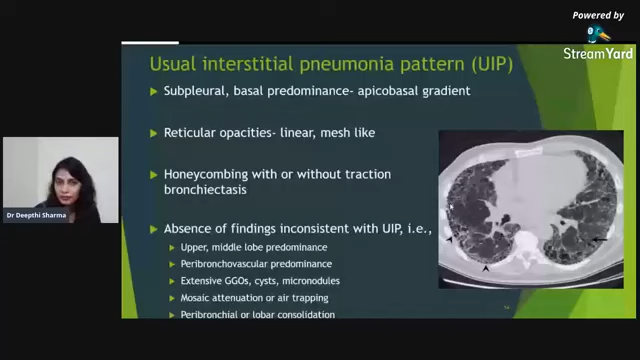 Powered by
StreamYard
Usual interstitial pneumonia pattern (UIP)
Subpleural, basal predominance- apicobasal gradient
Reticular opacities- linear, mesh like
Honeycombing with or without traction
bronchiectasis
Absence of findings inconsistent with UIP, i.e.,
Upper, middle lobe predominance
Peribronchovascular predominance
Extensive GGOs, cysts, micronodules
Mosaic attenuation or air trapping
Peribronchial or lobar consolidation
Dr Deepthi Sharma